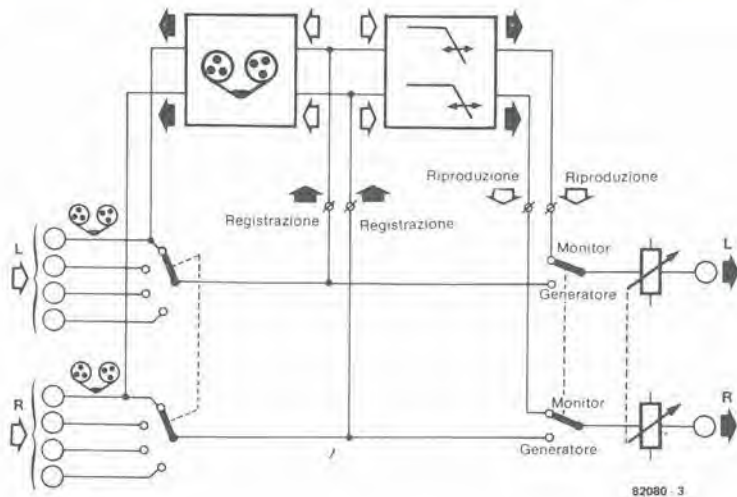 Riproduzione
Riproduzione
Registrazione
Registrazione
L
Monitor
L
Generatore
R
Monitor
R
Generatore
82080 - 3